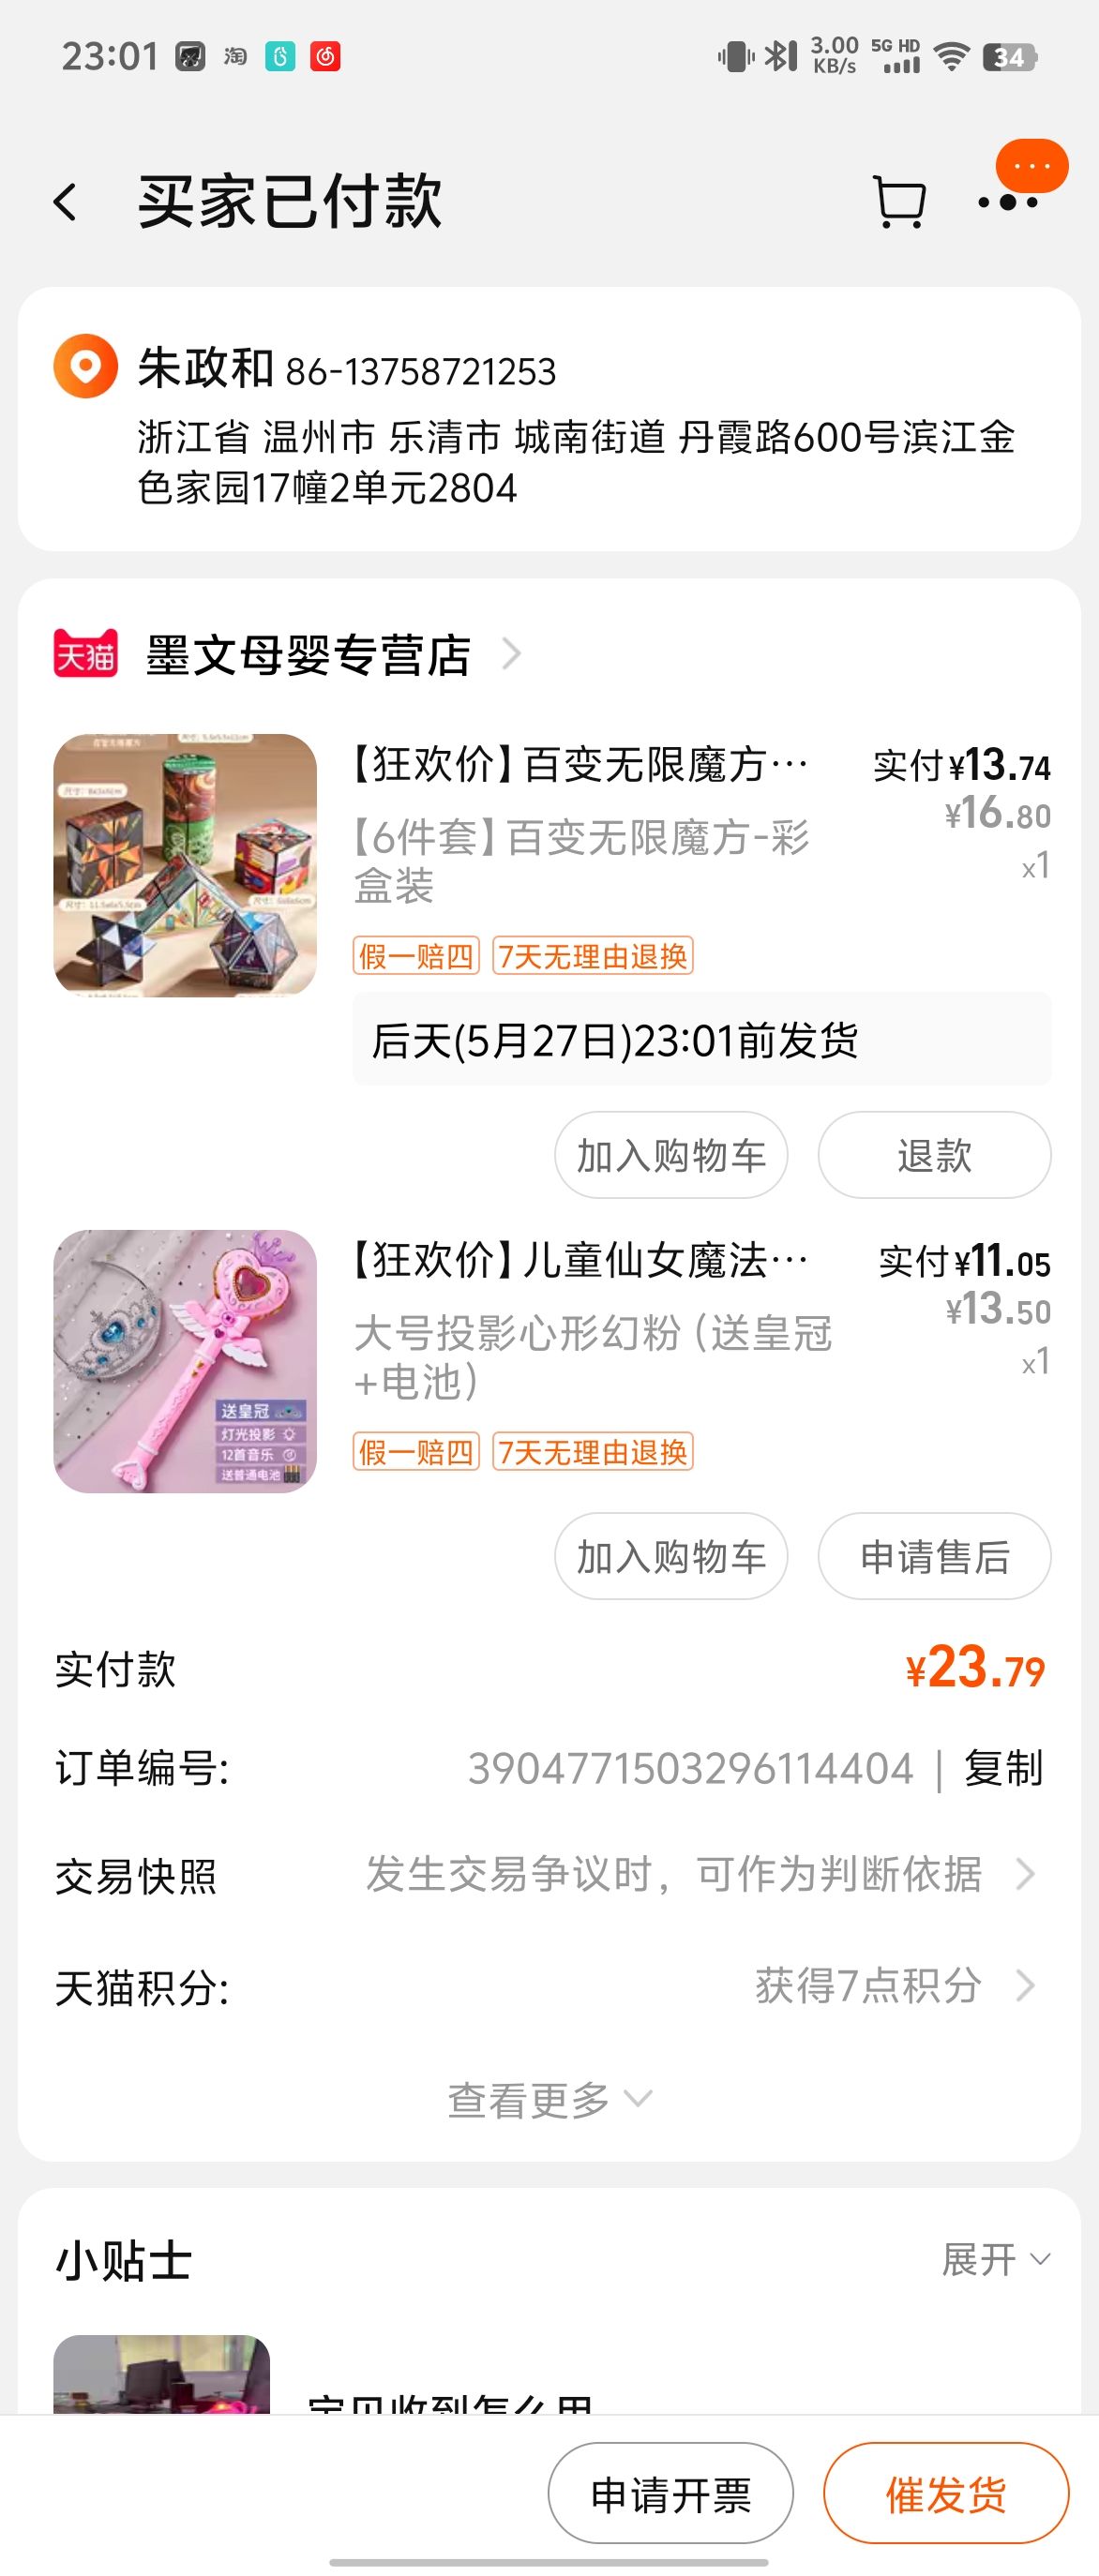 23:01 淘 3.00 KB/s 5G HD 34
买家已付款
朱政和 86-13758721253
浙江省 温州市 乐清市 城南街道 丹霞路600号滨江金
色家园17幢2单元2804
天猫 墨文母婴专营店
【狂欢价】百变无限魔方… 实付¥13.74
¥16.80
【6件套】百变无限魔方-彩
盒装
x1
假一赔四 7天无理由退换
后天(5月27日)23:01前发货
加入购物车 退款
【狂欢价】儿童仙女魔法… 实付¥11.05
¥13.50
大号投影心形幻粉（送皇冠
+电池）
x1
送皇冠
灯光投影
12首音乐
送普通电池
假一赔四 7天无理由退换
加入购物车 申请售后
实付款 ¥23.79
订单编号: 3904771503296114404 | 复制
交易快照 发生交易争议时，可作为判断依据
天猫积分: 获得7点积分
查看更多
小贴士 展开
宝贝收到怎么用
申请开票 催发货